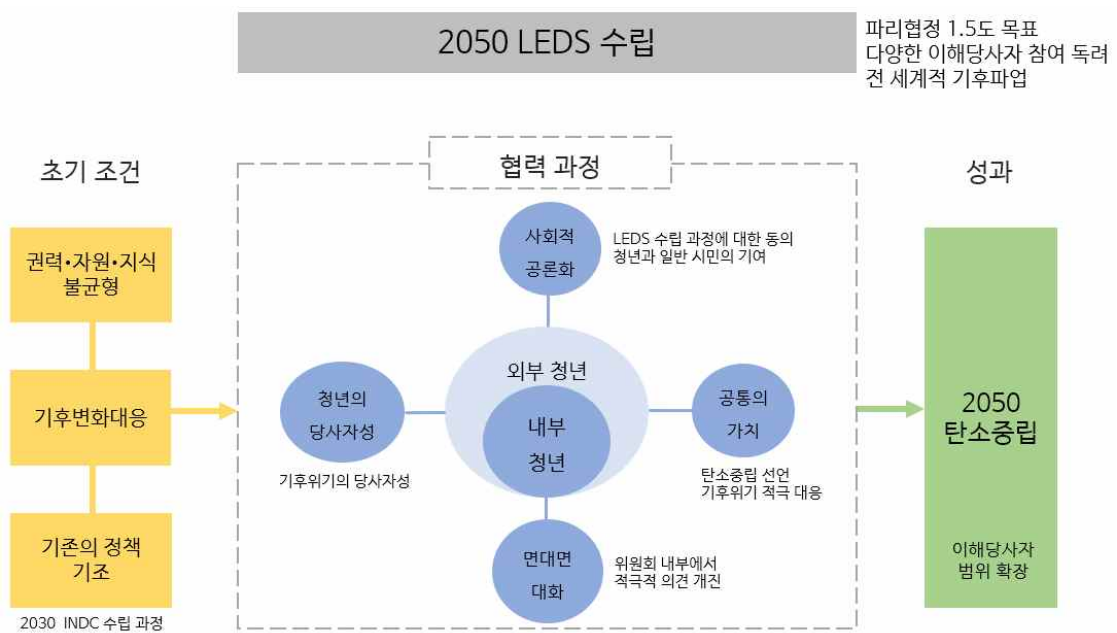 2050 LEDS 수립
파리협정 1.5도 목표
다양한 이해당사자 참여 독려
전 세계적 기후파업
초기 조건
권력·자원·지식
불균형
기후변화대응
기존의 정책
기조
2030 INDC 수립 과정
협력 과정
사회적
공론화
LEDS 수립 과정에 대한 동의
청년과 일반 시민의 기여
외부 청년
내부
청년
청년의
당사자성
기후위기의 당사자성
공통의
가치
탄소중립 선언
기후위기 적극 대응
면대면
대화
위원회 내부에서
적극적 의견 개진
성과
2050
탄소중립
이해당사자
범위 확장